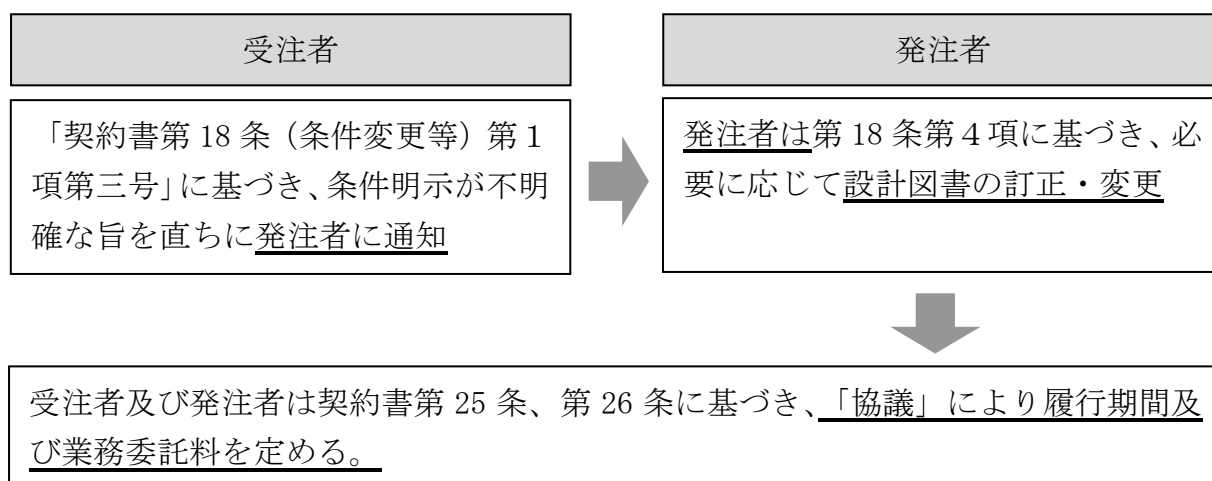 受注者
「契約書第 18 条（条件変更等）第１
項第三号」に基づき、条件明示が不明
確な旨を直ちに発注者に通知
発注者
発注者は第 18 条第４項に基づき、必
要に応じて設計図書の訂正・変更
受注者及び発注者は契約書第 25 条、第 26 条に基づき、「協議」により履行期間及
び業務委託料を定める。